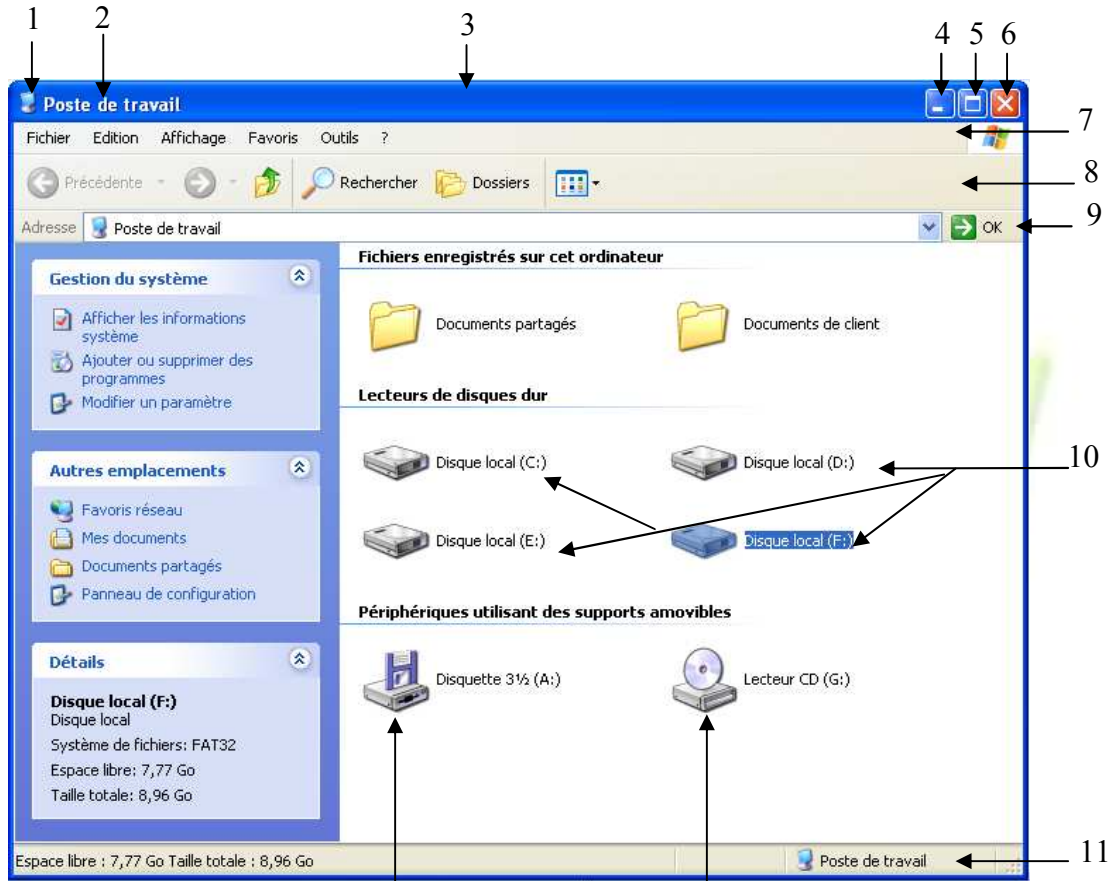 1 2 3 4 5 6
Poste de travail
Fichier Edition Affichage Favoris Outils ?
7
Précédente Rechercher Dossiers
8
Adresse Poste de travail OK
9
Gestion du système
Afficher les informations
système
Ajouter ou supprimer des
programmes
Modifier un paramètre
Autres emplacements
Favoris réseau
Mes documents
Documents partagés
Panneau de configuration
Détails
Disque local (F:)
Disque local
Système de fichiers: FAT32
Espace libre: 7,77 Go
Taille totale: 8,96 Go
Fichiers enregistrés sur cet ordinateur
Documents partagés Documents de client
Lecteurs de disques dur
Disque local (C:) Disque local (D:)
10
Disque local (E:) Disque local (F:)
Périphériques utilisant des supports amovibles
Disquette 3½ (A:) Lecteur CD (G:)
Espace libre : 7,77 Go Taille totale : 8,96 Go Poste de travail
11